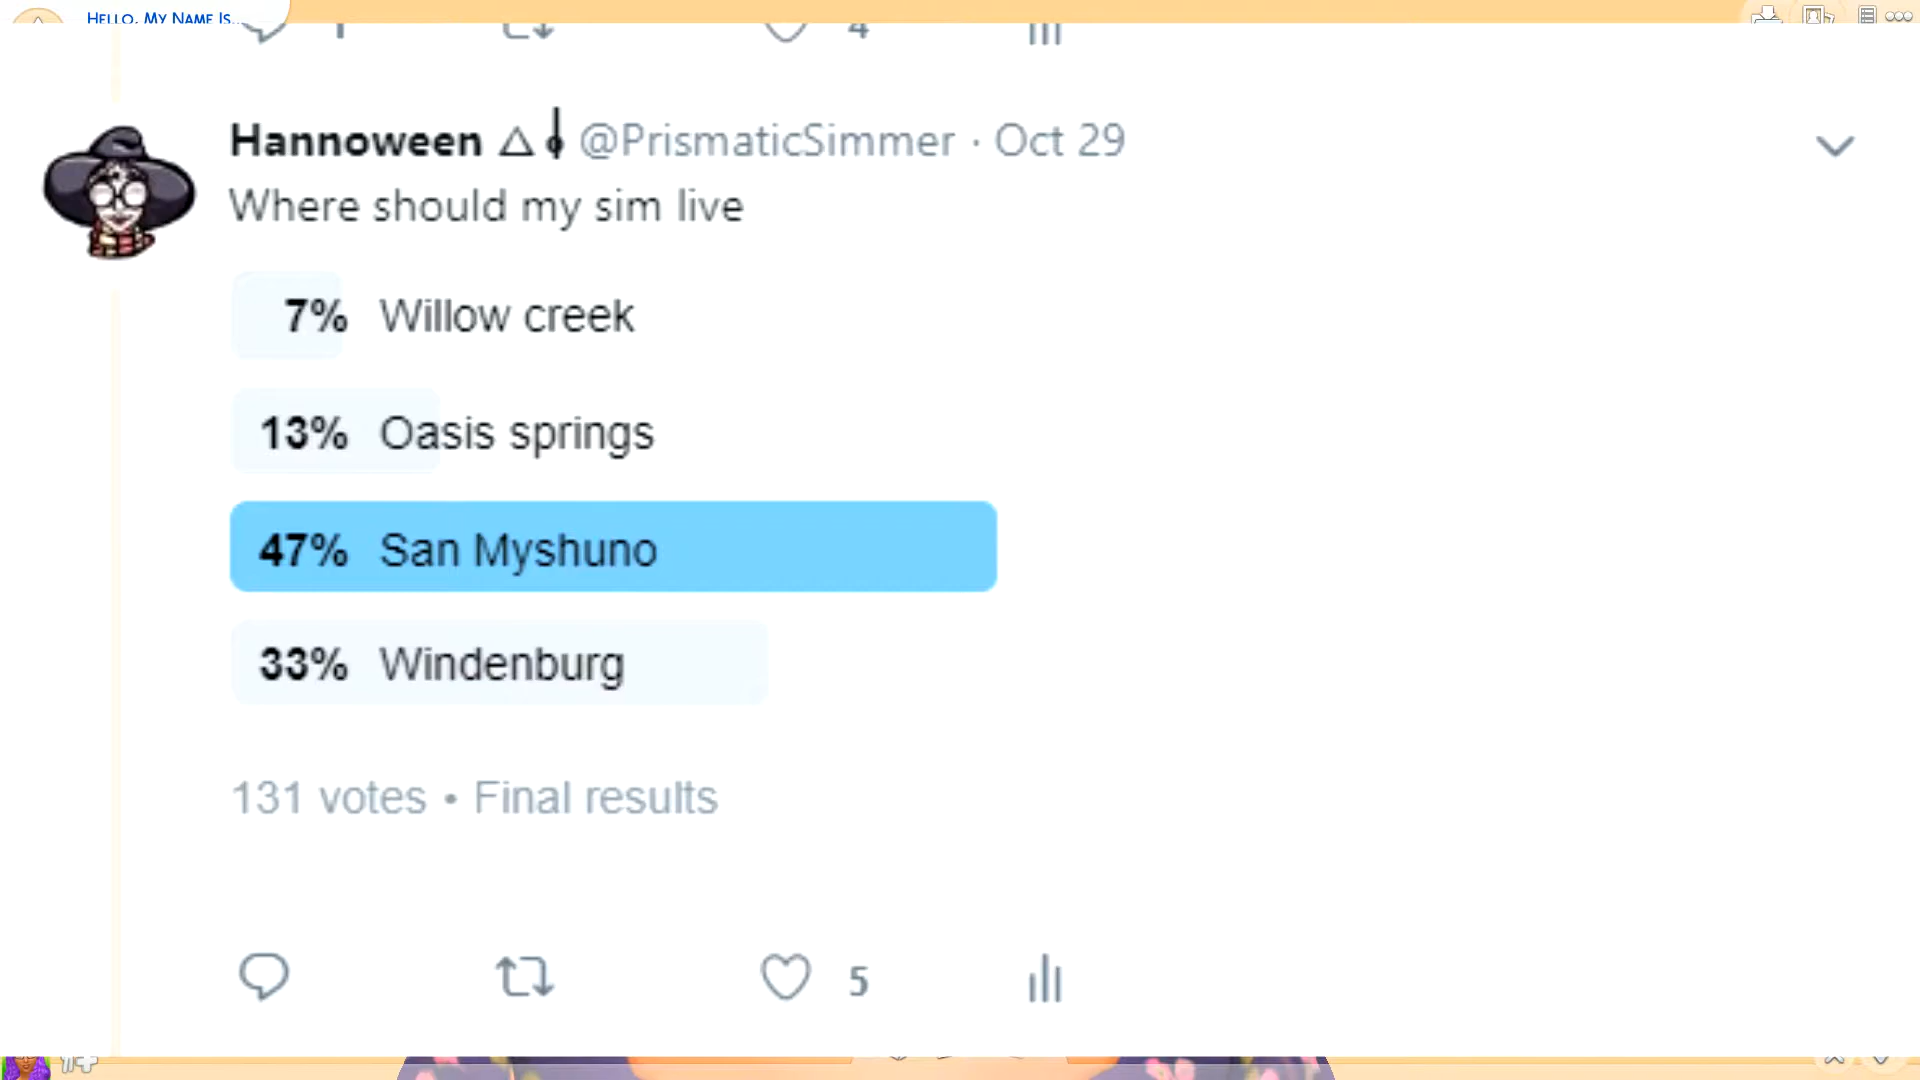 HELLO, MY NAME IS...
4
Hannoween @PrismaticSimmer · Oct 29
Where should my sim live
7% Willow creek
13% Oasis springs
47% San Myshuno
33% Windenburg
131 votes • Final results
5